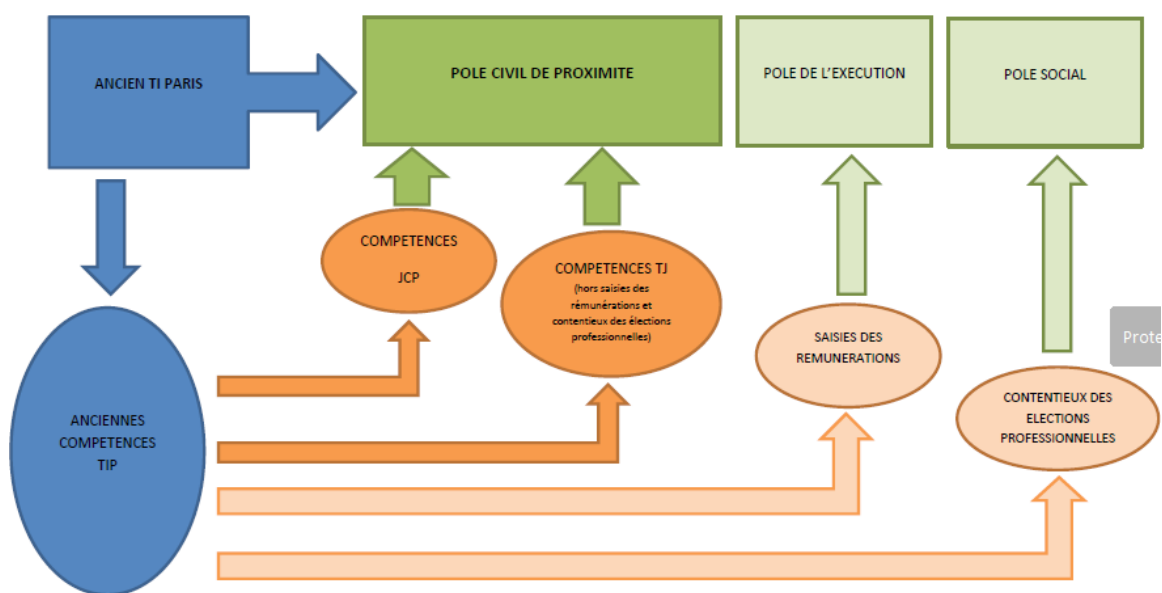 ANCIEN TI PARIS
POLE CIVIL DE PROXIMITE
POLE DE L'EXECUTION
POLE SOCIAL
COMPETENCES
JCP
COMPETENCES TJ
(hors saisies des
rémunérations et
contentieux des élections
professionnelles)
SAISIES DES
REMUNERATIONS
Prote
CONTENTIEUX DES
ELECTIONS
PROFESSIONNELLES
ANCIENNES
COMPETENCES
TIP